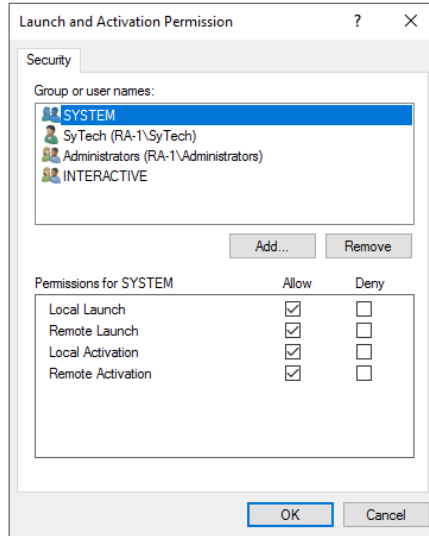 Launch and Activation Permission ? X
Security
Group or user names:
SYSTEM
SyTech (RA-1\SyTech)
Administrators (RA-1\Administrators)
INTERACTIVE
Add... Remove
Permissions for SYSTEM Allow Deny
Local Launch
Remote Launch
Local Activation
Remote Activation
OK Cancel